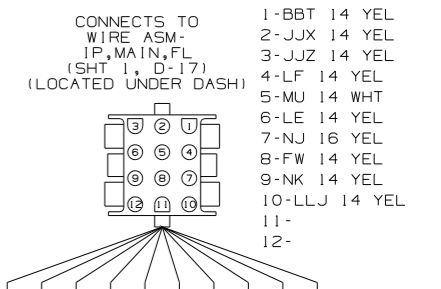 CONNECTS TO
WIRE ASM-
IP,MAIN,FL
(SHT 1, D-17)
(LOCATED UNDER DASH)
3 2 1
6 5 4
9 8 7
12 11 10
1-BBT 14 YEL
2-JJX 14 YEL
3-JJZ 14 YEL
4-LF 14 YEL
5-MU 14 WHT
6-LE 14 YEL
7-NJ 16 YEL
8-FW 14 YEL
9-NK 14 YEL
10-LLJ 14 YEL
11-
12-